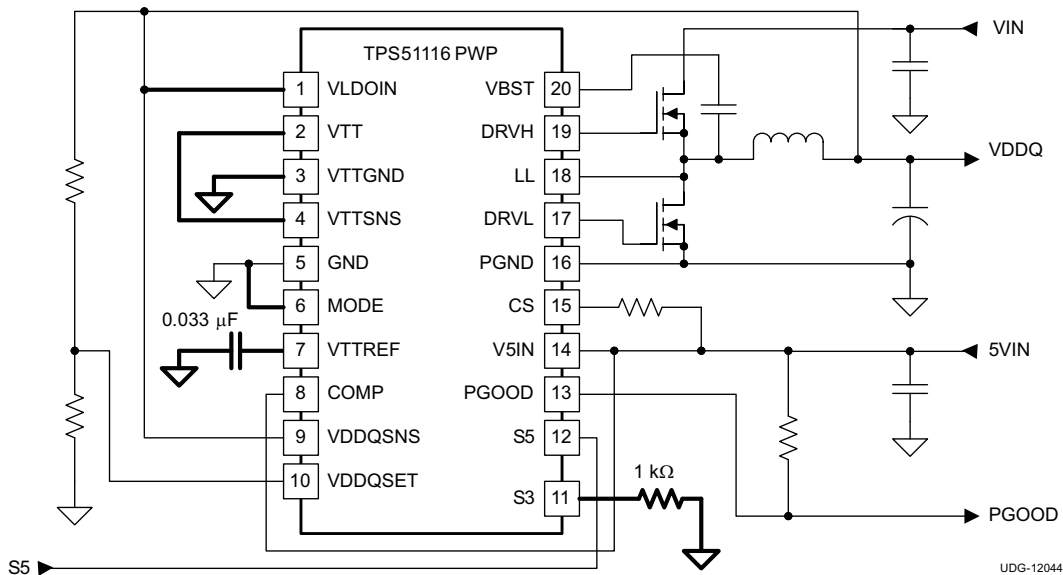 TPS51116 PWP
VIN
1 VLDOIN
VBST 20
2 VTT
DRVH 19
VDDQ
3 VTTGND
LL 18
4 VTTSNS
DRVL 17
5 GND
PGND 16
6 MODE
CS 15
0.033 μF
7 VTTREF
V5IN 14
5VIN
8 COMP
PGOOD 13
9 VDDQSNS
S5 12
10 VDDQSET
S3 11
1 kΩ
PGOOD
S5
UDG-12044